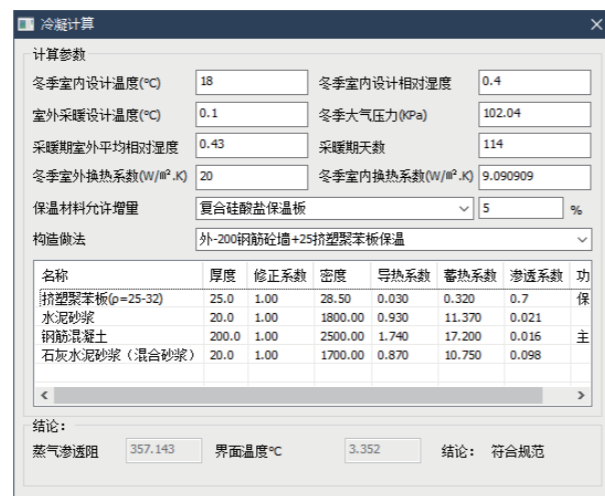 冷凝计算
计算参数
冬季室内设计温度(℃) 18 冬季室内设计相对湿度 0.4
室外采暖设计温度(℃) 0.1 冬季大气压力(KPa) 102.04
采暖期室外平均相对湿度 0.43 采暖期天数 114
冬季室外换热系数(W/㎡.K) 20 冬季室内换热系数(W/㎡.K) 9.090909
保温材料允许增量 复合硅酸盐保温板 5 %
构造做法 外-200钢筋砼墙+25挤塑聚苯板保温
名称 厚度 修正系数 密度 导热系数 蓄热系数 渗透系数 功
挤塑聚苯板(ρ=25-32) 25.0 1.00 28.50 0.030 0.320 0.7 保
水泥砂浆 20.0 1.00 1800.00 0.930 11.370 0.021
钢筋混凝土 200.0 1.00 2500.00 1.740 17.200 0.016 主
石灰水泥砂浆（混合砂浆） 20.0 1.00 1700.00 0.870 10.750 0.098
结论：
蒸气渗透阻 357.143 界面温度℃ 3.352 结论： 符合规范